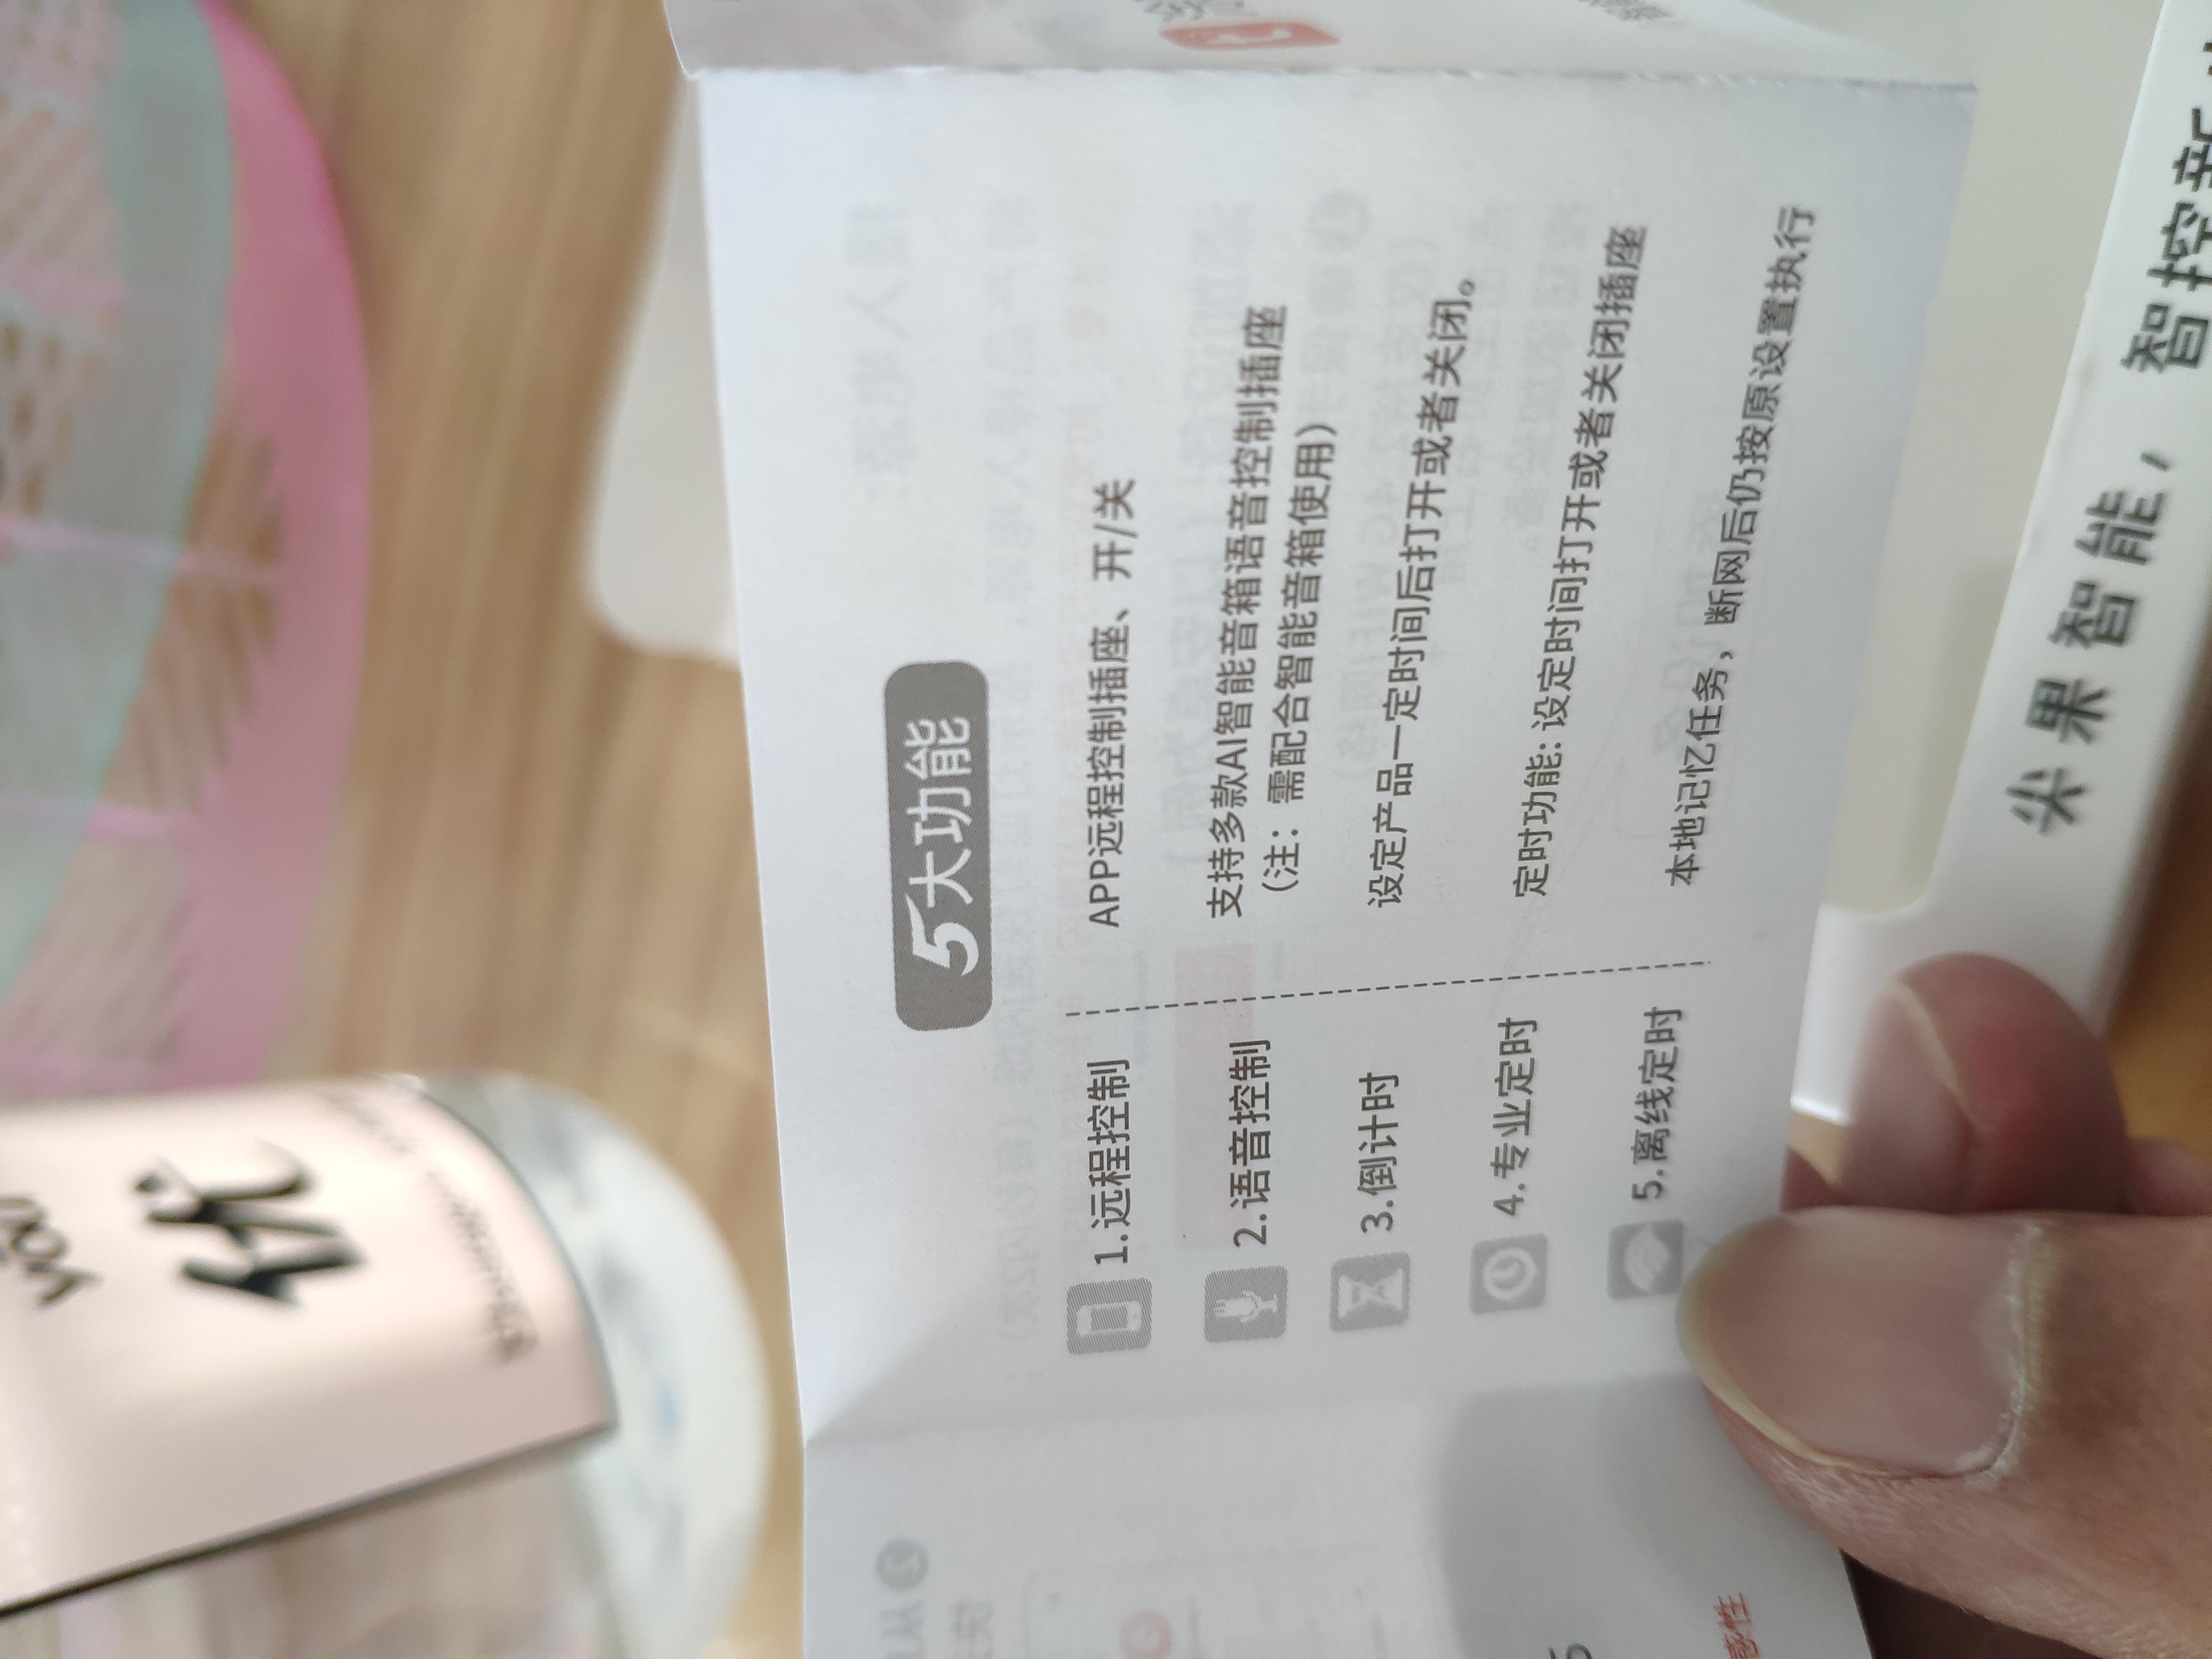 5大功能
1.远程控制 APP远程控制插座、开/关
2.语音控制 支持多款AI智能音箱语音控制插座
（注：需配合智能音箱使用）
3.倒计时 设定产品一定时间后打开或者关闭。
4.专业定时 定时功能: 设定时间打开或者关闭插座
5.离线定时 本地记忆任务，断网后仍按原设置执行
尖果智能，智控新
感性
优
YOU